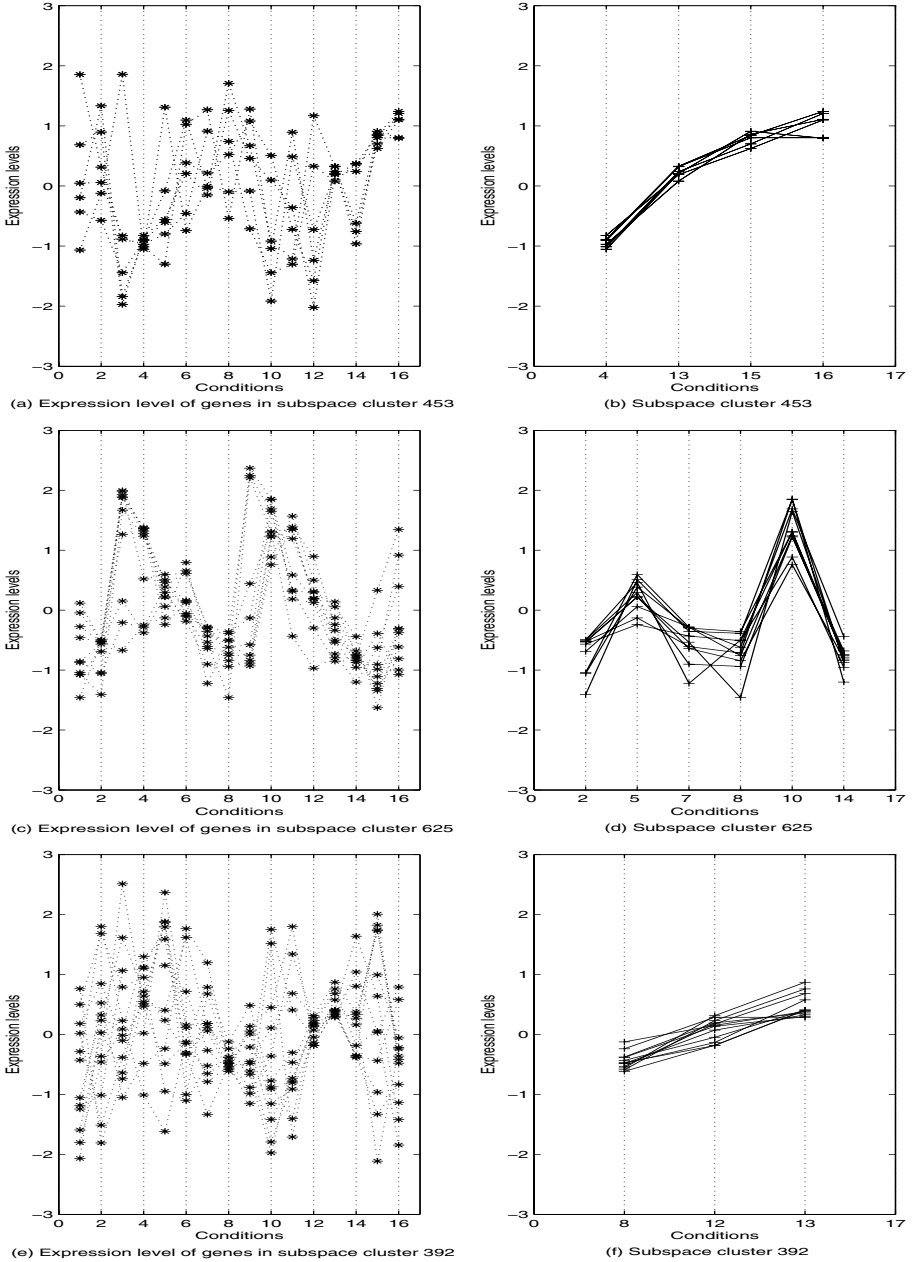 3
2
1
0
−1
−2
−3
Expression levels
0 2 4 6 8 10 12 14 16
Conditions
(a) Expression level of genes in subspace cluster 453
3
2
1
0
−1
−2
−3
Expression levels
0 4 13 15 16 17
Conditions
(b) Subspace cluster 453
3
2
1
0
−1
−2
−3
Expression levels
0 2 4 6 8 10 12 14 16
Conditions
(c) Expression level of genes in subspace cluster 625
3
2
1
0
−1
−2
−3
Expression levels
0 2 5 7 8 10 14 17
Conditions
(d) Subspace cluster 625
3
2
1
0
−1
−2
−3
Expression levels
0 2 4 6 8 10 12 14 16
Conditions
(e) Expression level of genes in subspace cluster 392
3
2
1
0
−1
−2
−3
Expression levels
0 8 12 13 17
Conditions
(f) Subspace cluster 392